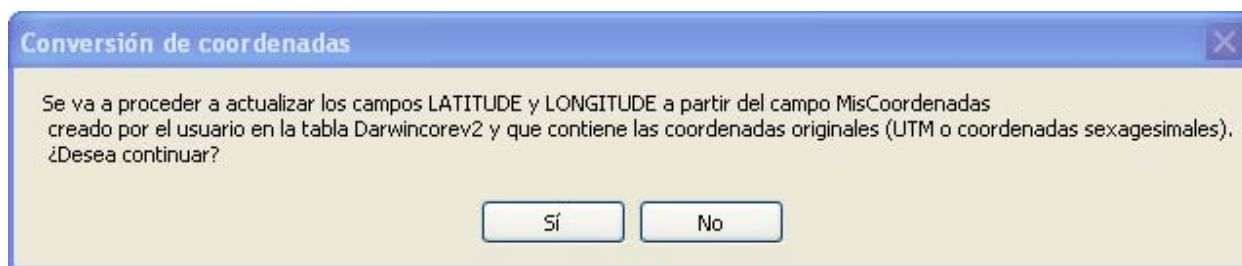 Conversión de coordenadas
Se va a proceder a actualizar los campos LATITUDE y LONGITUDE a partir del campo MisCoordenadas
creado por el usuario en la tabla Darwincorev2 y que contiene las coordenadas originales (UTM o coordenadas sexagesimales).
¿Desea continuar?
Sí No